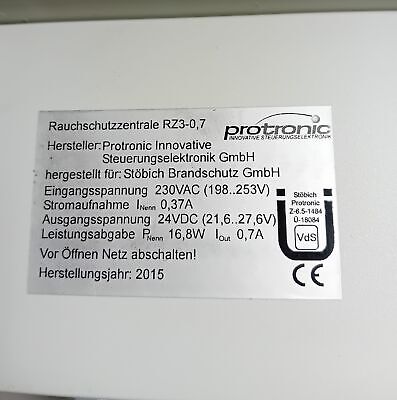 Rauchschutzzentrale RZ3-0,7
protronic
INNOVATIVE STEUERUNGSELEKTRONIK
Hersteller: Protronic Innovative
Steuerungselektronik GmbH
hergestellt für: Stöbich Brandschutz GmbH
Eingangsspannung 230VAC (198..253V)
Stromaufnahme INenn 0,37A
Ausgangsspannung 24VDC (21,6..27,6V)
Leistungsabgabe PNenn 16,8W IOut 0,7A
Vor Öffnen Netz abschalten!
Herstellungsjahr: 2015
Stöbich
Protronic
Z-6.5-1484
Ü-18084
VdS
CE